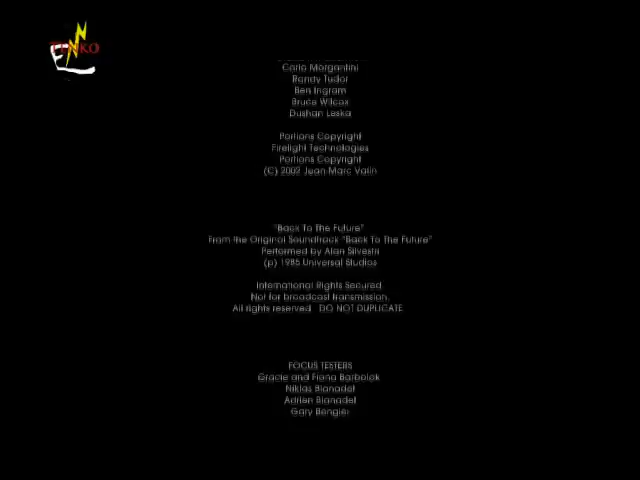 TENKO
Carlo Morgantini
Randy Tudor
Ben Ingram
Bruce Wilcox
Dushan Leska
Portions Copyright
Firelight Technologies
Portions Copyright
(C) 2002 Jean-Marc Valin
"Back To The Future"
From the Original Soundtrack "Back To The Future"
Performed by Alan Silvestri
(p) 1985 Universal Studios
International Rights Secured
Not for broadcast transmission.
All rights reserved. DO NOT DUPLICATE
FOCUS TESTERS
Gracie and Fiona Barbolak
Niklas Blanadet
Adrien Blanadet
Gary Bengier